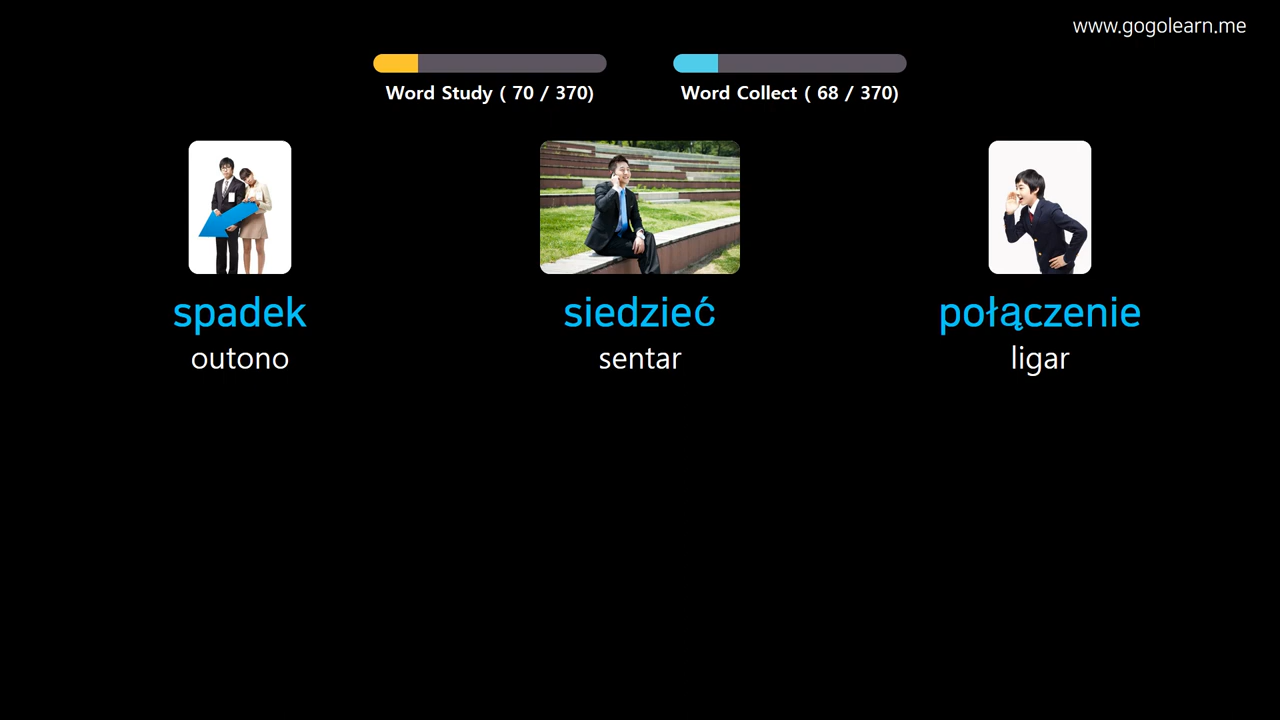 www.gogolearn.me
Word Study ( 70 / 370)
Word Collect ( 68 / 370)
spadek
siedzieć
połączenie
outono
sentar
ligar